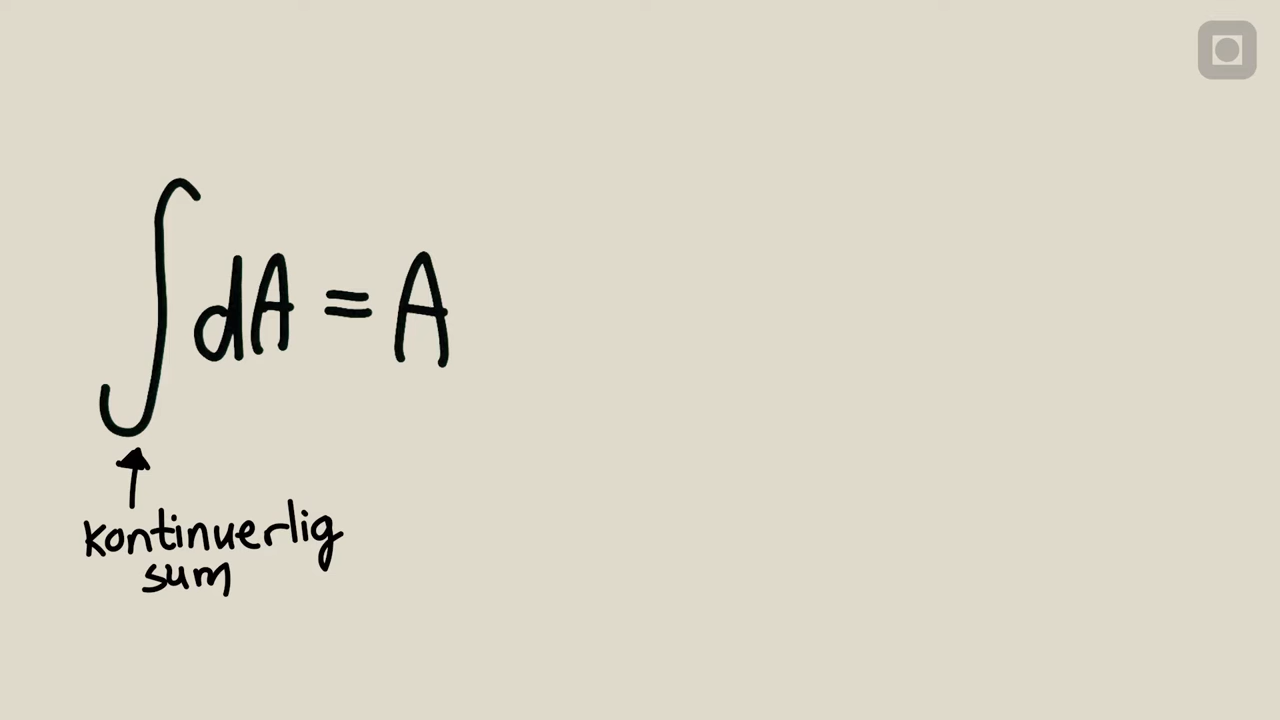 ∫dA = A
kontinuerlig
sum